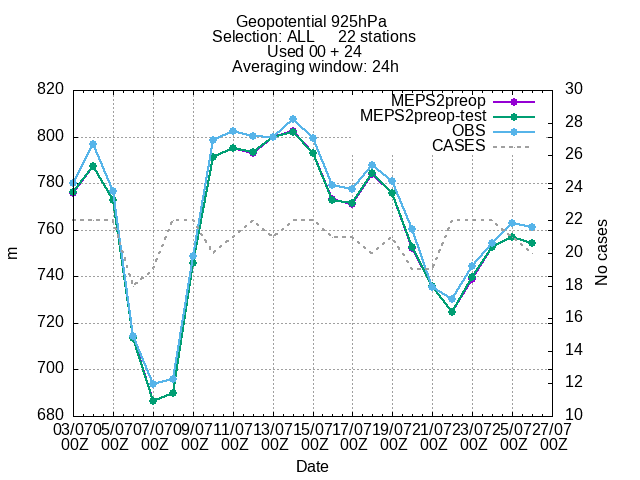 Geopotential 925hPa
Selection: ALL 22 stations
Used 00 + 24
Averaging window: 24h
MEPS2preop
MEPS2preop-test
OBS
CASES
820
800
780
760
740
720
700
680
m
30
28
26
24
22
20
18
16
14
12
10
No cases
03/07 05/07 07/07 09/07 11/07 13/07 15/07 17/07 19/07 21/07 23/07 25/07 27/07
00Z 00Z 00Z 00Z 00Z 00Z 00Z 00Z 00Z 00Z 00Z 00Z 00Z
Date